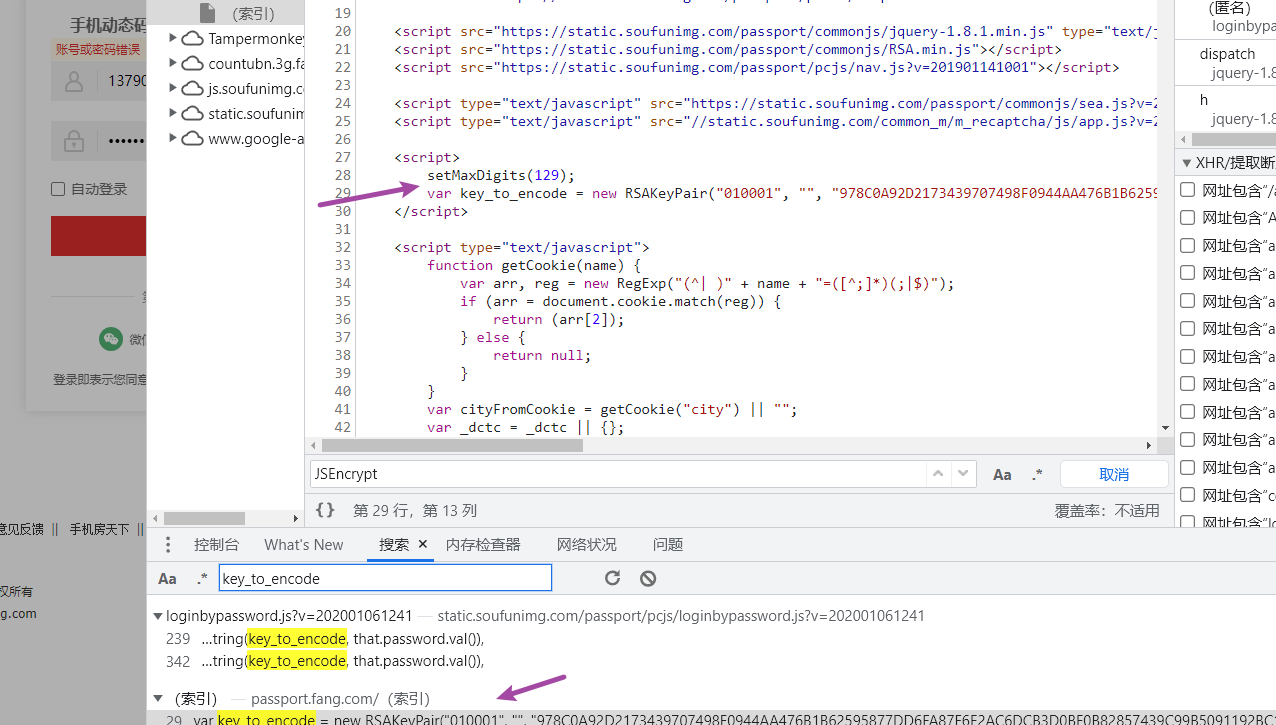 手机动态码
账号或密码错误
13790
••••••
自动登录
微信
登录即表示您同意
意见反馈 || 手机房天下 ||
权所有
ng.com
(索引)
Tampermonkey
countubn.3g.fa
js.soufunimg.c
static.soufunim
www.google-a
19
20 <script src="https://static.soufunimg.com/passport/commonjs/jquery-1.8.1.min.js" type="text/j
21 <script src="https://static.soufunimg.com/passport/commonjs/RSA.min.js"></script>
22 <script src="https://static.soufunimg.com/passport/pcjs/nav.js?v=201901141001"></script>
23
24 <script type="text/javascript" src="https://static.soufunimg.com/passport/commonjs/sea.js?v=2
25 <script type="text/javascript" src="//static.soufunimg.com/common_m/m_recaptcha/js/app.js?v=2
26
27 <script>
28 setMaxDigits(129);
29 var key_to_encode = new RSAKeyPair("010001", "", "978C0A92D2173439707498F0944AA476B1B6259
30 </script>
31
32 <script type="text/javascript">
33 function getCookie(name) {
34 var arr, reg = new RegExp("(^| )" + name + "=([^;]*)(;|$)");
35 if (arr = document.cookie.match(reg)) {
36 return (arr[2]);
37 } else {
38 return null;
39 }
40 }
41 var cityFromCookie = getCookie("city") || "";
42 var _dctc = _dctc || {};
JSEncrypt
Aa .* 取消
{} 第 29 行，第 13 列 覆盖率：不适用
(匿名)
loginbypass
dispatch
jquery-1.8
h
jquery-1.8
XHR/提取断
网址包含"/
网址包含"A
网址包含"a
网址包含"a
网址包含"a
网址包含"a
网址包含"a
网址包含"a
网址包含"a
网址包含"a
网址包含"a
网址包含"c
网址包含"lo
控制台 What's New 搜索 × 内存检查器 网络状况 问题
Aa .* key_to_encode
loginbypassword.js?v=202001061241 — static.soufunimg.com/passport/pcjs/loginbypassword.js?v=202001061241
239 …tring(key_to_encode, that.password.val()),
342 …tring(key_to_encode, that.password.val()),
(索引) — passport.fang.com/ (索引)
29 var key_to_encode = new RSAKeyPair("010001", "", "978C0A92D2173439707498F0944AA476B1B62595877DD6FA87F6F2AC6DCB3D0BF0B82857439C99B5091192BC